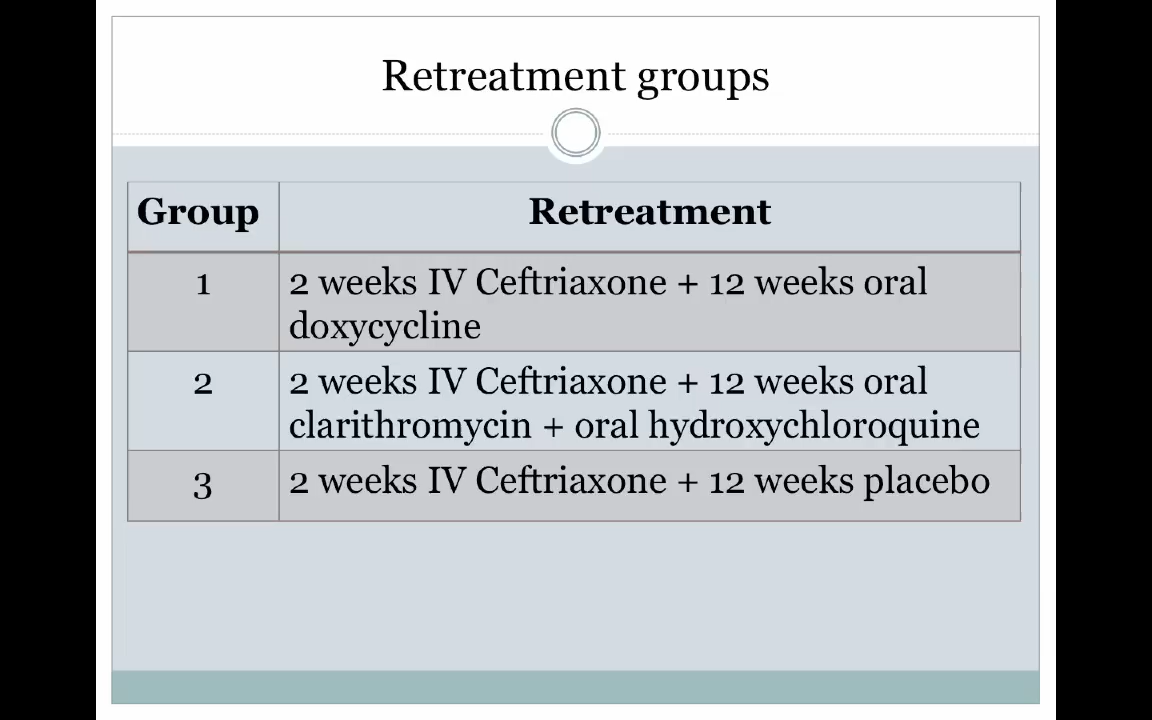 Retreatment groups
Group Retreatment
1 2 weeks IV Ceftriaxone + 12 weeks oral
doxycycline
2 2 weeks IV Ceftriaxone + 12 weeks oral
clarithromycin + oral hydroxychloroquine
3 2 weeks IV Ceftriaxone + 12 weeks placebo